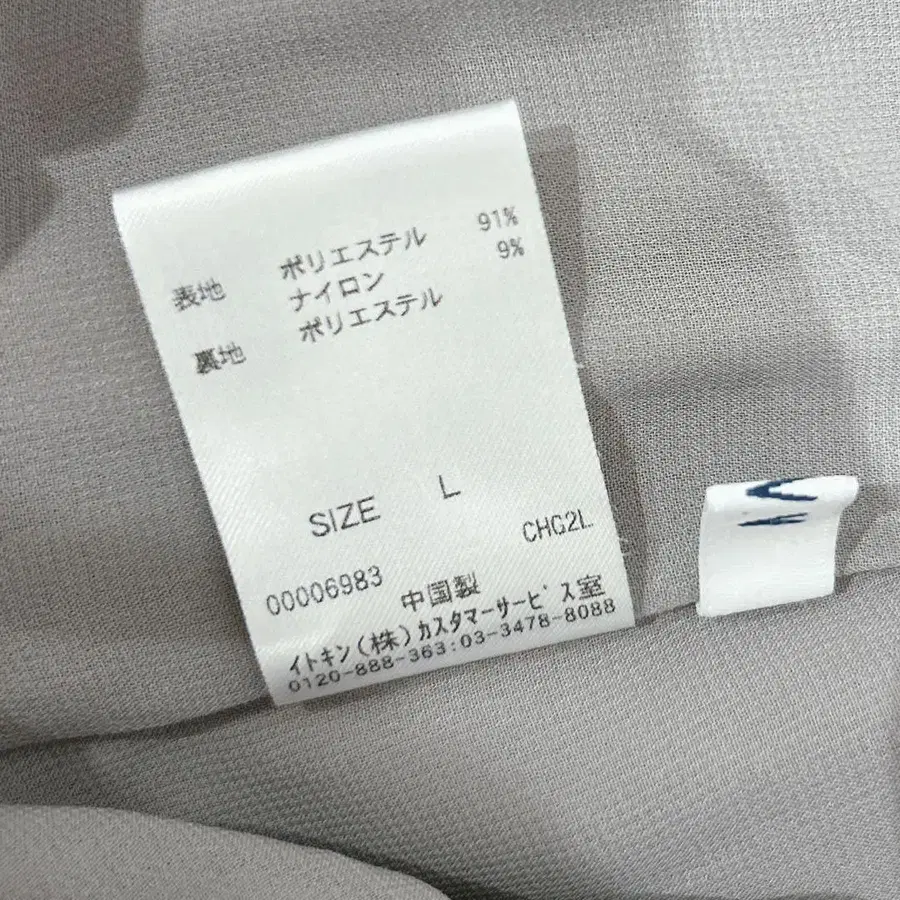 表地 ポリエステル 91%
ナイロン 9%
裏地 ポリエステル
SIZE L
CHG2L
00006983 中国製
イトキン(株)カスタマーサービス室
0120-888-363:03-3478-8088